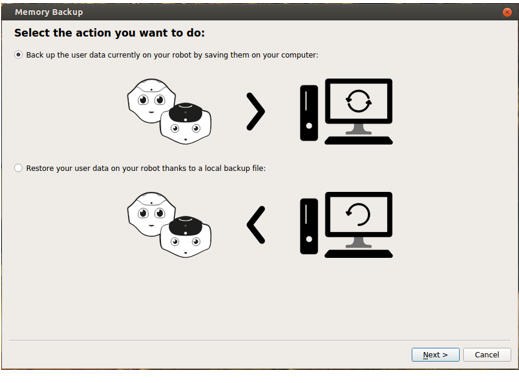 Memory Backup
Select the action you want to do:
Back up the user data currently on your robot by saving them on your computer:
Restore your user data on your robot thanks to a local backup file:
Next >
Cancel